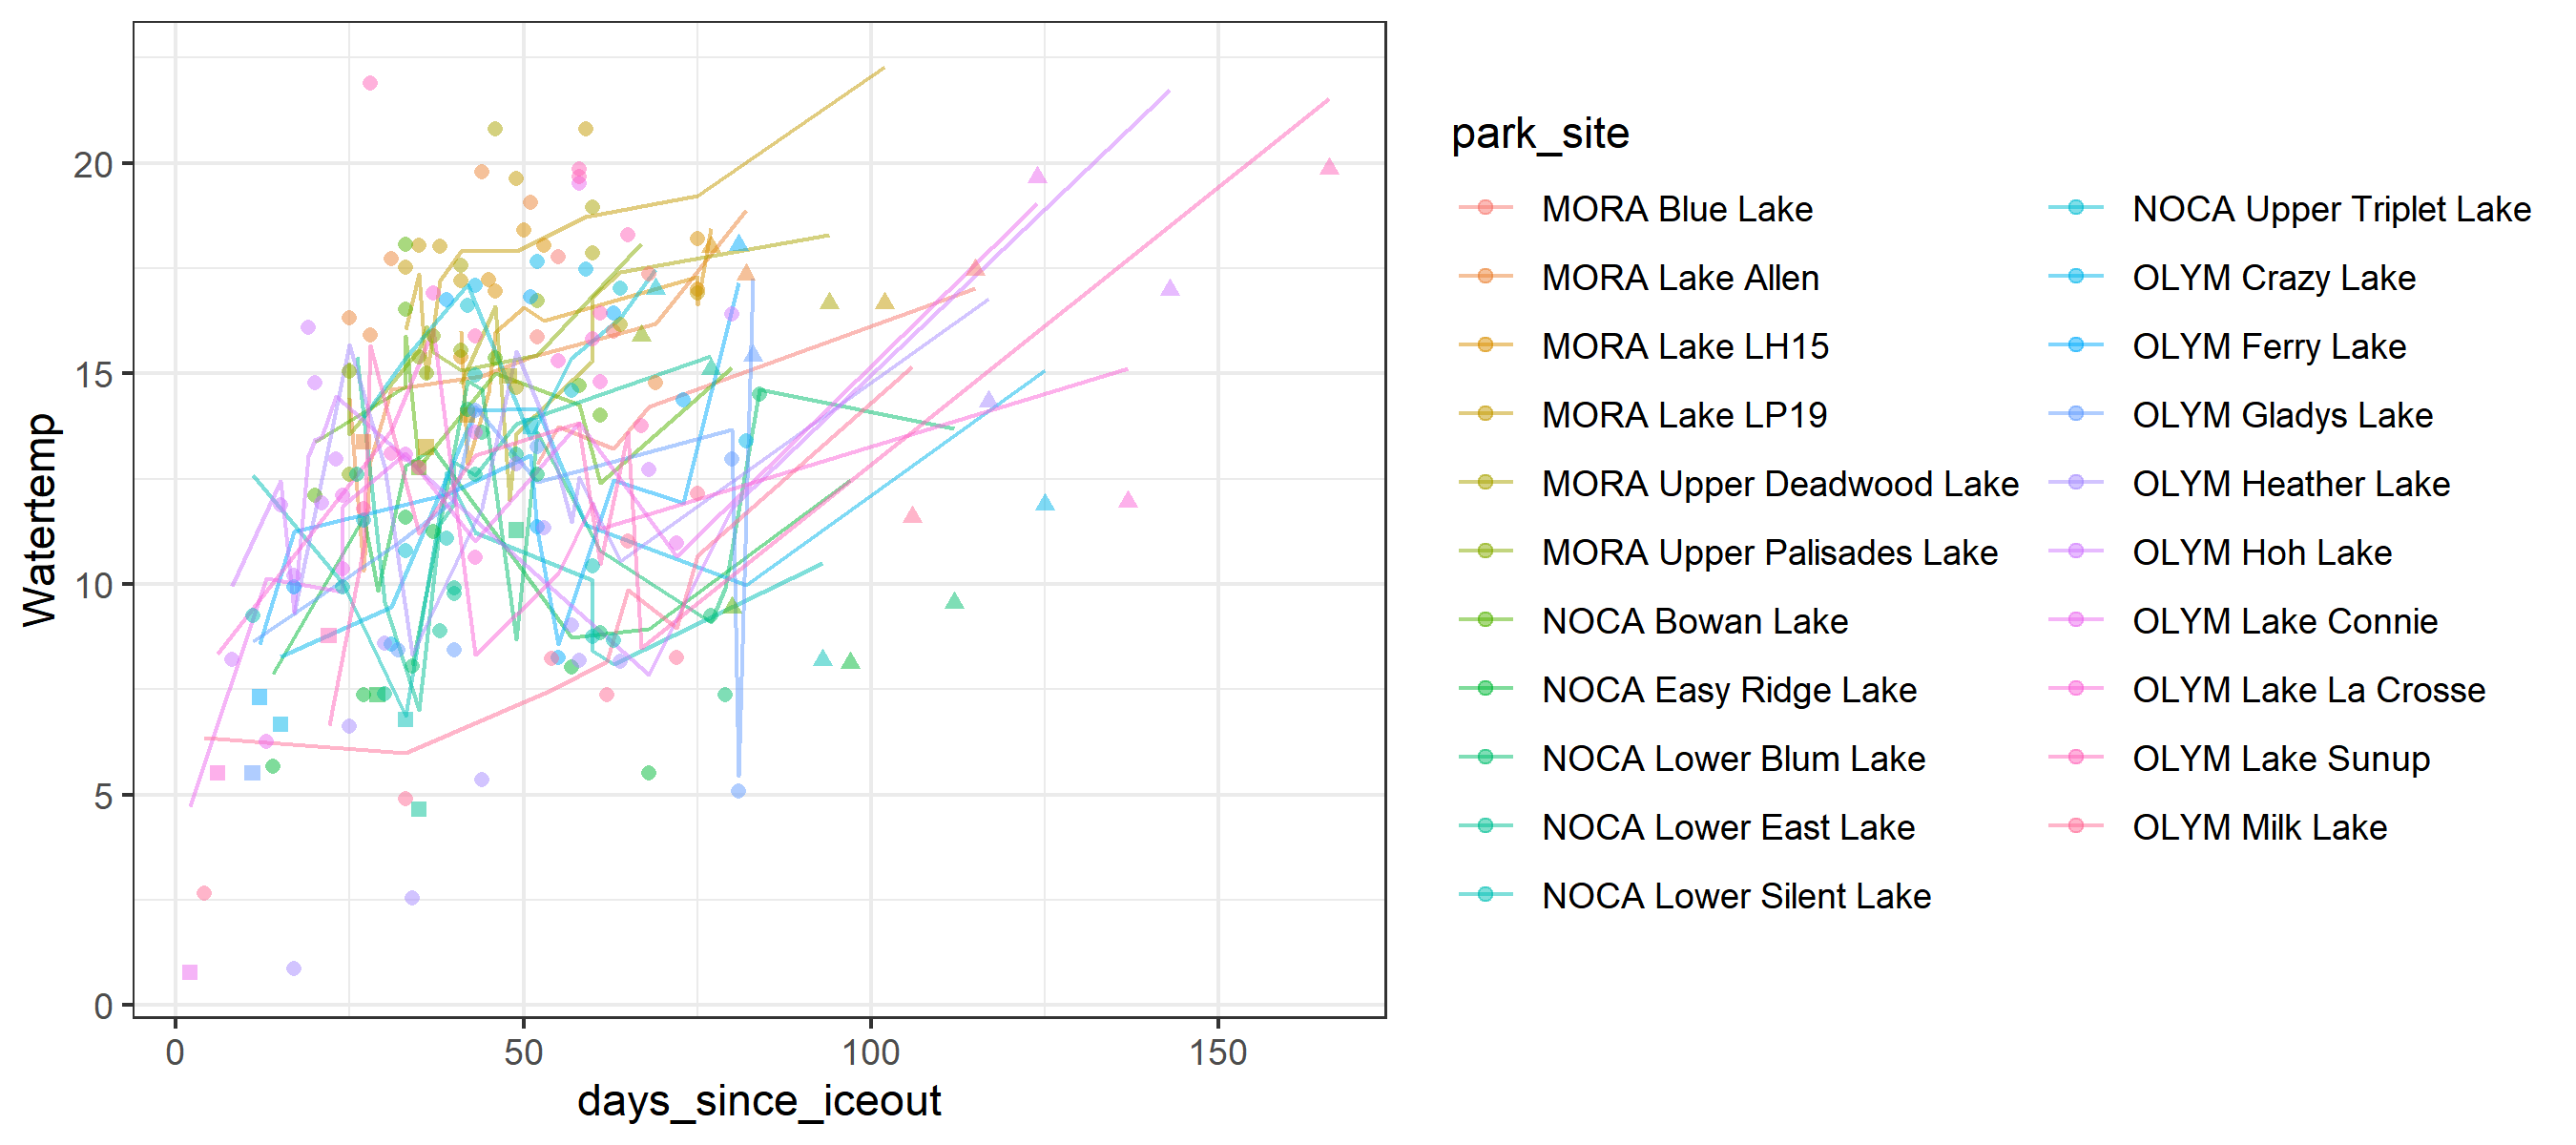 20
15
10
5
0
Watertemp
0 50 100 150
days_since_iceout
park_site
MORA Blue Lake
MORA Lake Allen
MORA Lake LH15
MORA Lake LP19
MORA Upper Deadwood Lake
MORA Upper Palisades Lake
NOCA Bowan Lake
NOCA Easy Ridge Lake
NOCA Lower Blum Lake
NOCA Lower East Lake
NOCA Lower Silent Lake
NOCA Upper Triplet Lake
OLYM Crazy Lake
OLYM Ferry Lake
OLYM Gladys Lake
OLYM Heather Lake
OLYM Hoh Lake
OLYM Lake Connie
OLYM Lake La Crosse
OLYM Lake Sunup
OLYM Milk Lake